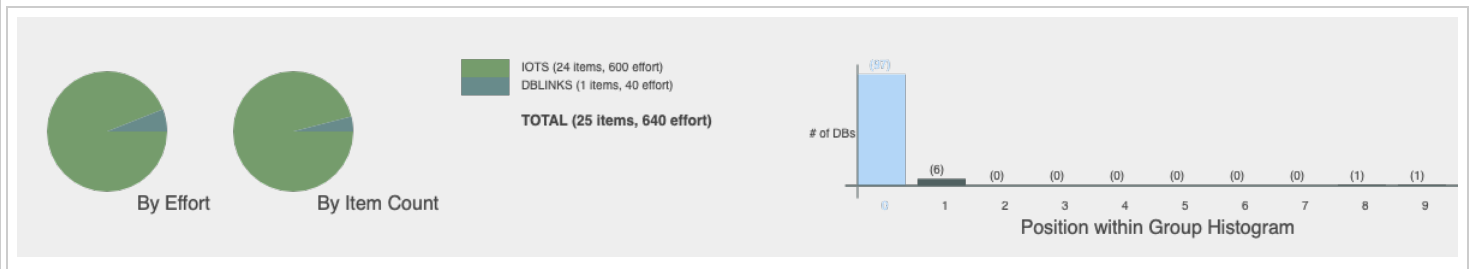 IOTS (24 items, 600 effort)
DBLINKS (1 items, 40 effort)
TOTAL (25 items, 640 effort)
By Effort
By Item Count
(97)
# of DBs
(6)
(0)
(0)
(0)
(0)
(0)
(0)
(1)
(1)
0
1
2
3
4
5
6
7
8
9
Position within Group Histogram